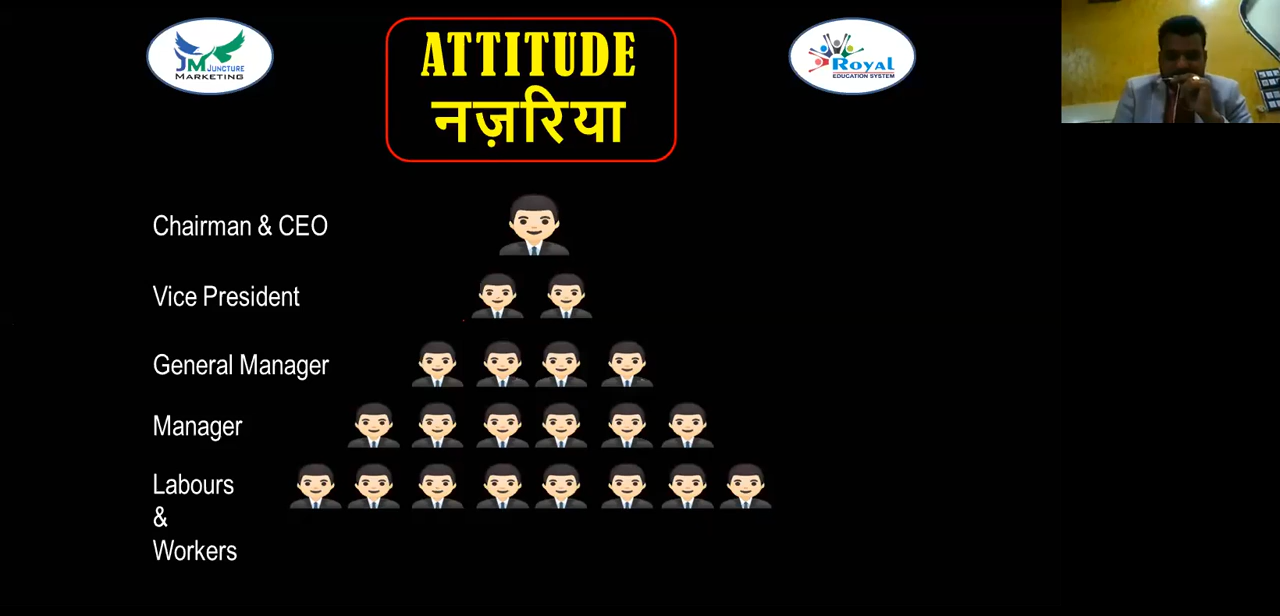 JM JUNCTURE
MARKETING
ATTITUDE
नज़रिया
Royal
EDUCATION SYSTEM
Chairman & CEO
Vice President
General Manager
Manager
Labours
&
Workers